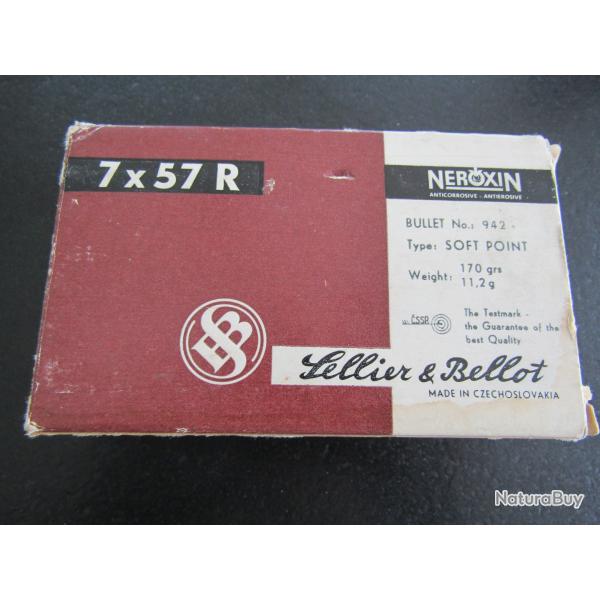 7 x 57 R
NEROXIN
ANTICORROSIVE - ANTIEROSIVE
BULLET No.: 942
Type: SOFT POINT
Weight: 170 grs
11,2 g
ČSSR
The Testmark -
the Guarantee of the
best Quality
SB
Sellier & Bellot
MADE IN CZECHOSLOVAKIA
NaturaBuy